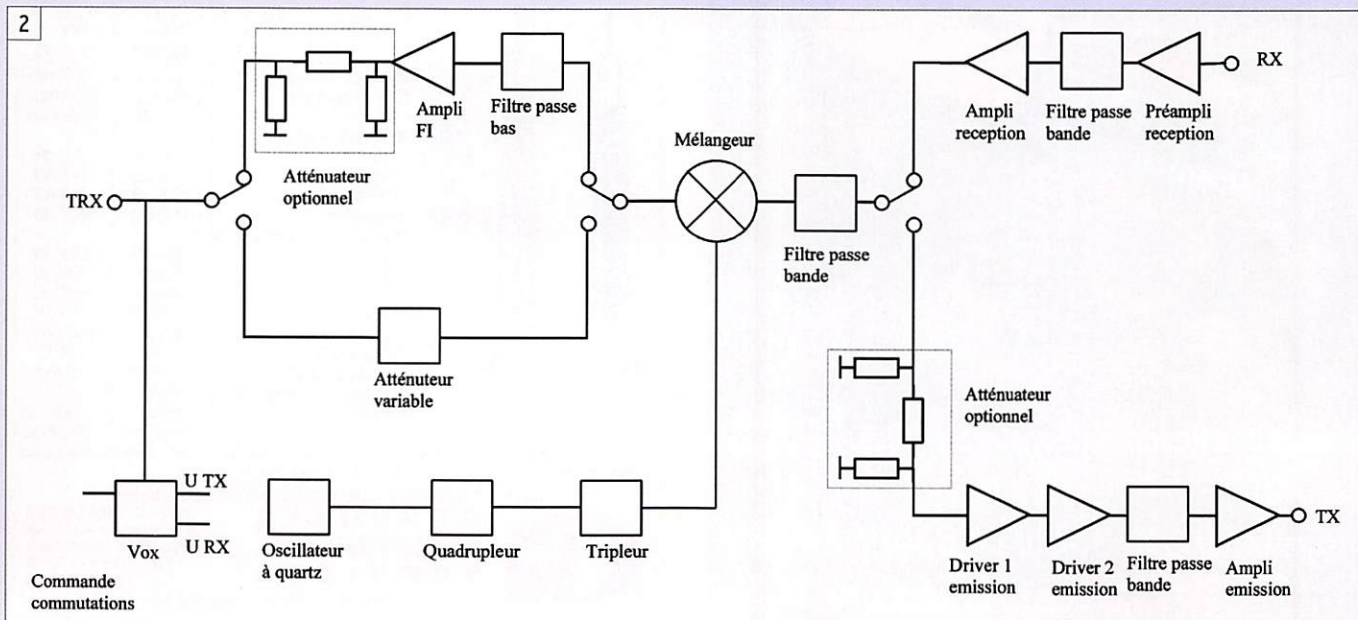 2
Ampli
FI
Filtre passe
bas
Atténuateur
optionnel
TRX
Mélangeur
RX
Ampli
reception
Filtre passe
bande
Préampli
reception
Filtre passe
bande
Atténuteur
variable
Atténuateur
optionnel
U TX
U RX
Vox
Oscillateur
à quartz
Quadrupleur
Tripleur
TX
Driver 1
emission
Driver 2
emission
Filtre passe
bande
Ampli
emission
Commande
commutations